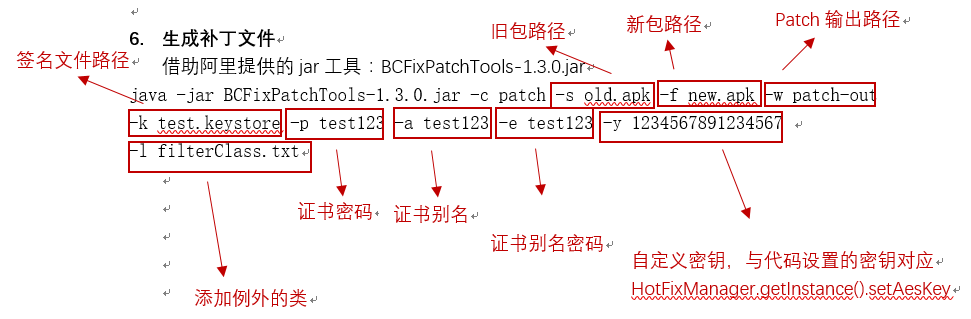 6. 生成补丁文件
旧包路径
新包路径
Patch 输出路径
签名文件路径
借助阿里提供的 jar 工具：BCFixPatchTools-1.3.0.jar
java -jar BCFixPatchTools-1.3.0.jar -c patch -s old.apk -f new.apk -w patch-out
-k test.keystore -p test123 -a test123 -e test123 -y 1234567891234567
-l filterClass.txt
证书密码
证书别名
证书别名密码
自定义密钥，与代码设置的密钥对应
HotFixManager.getInstance().setAesKey
添加例外的类